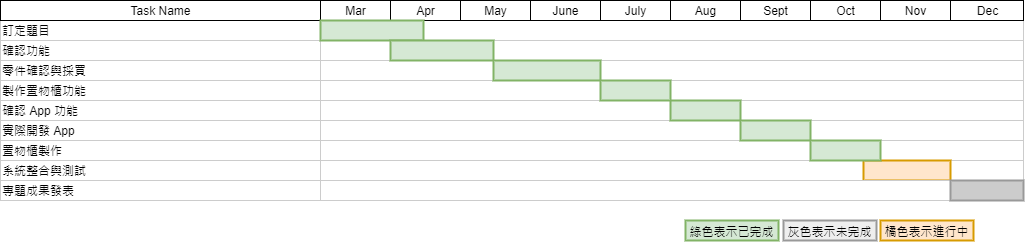 Task Name Mar Apr May June July Aug Sept Oct Nov Dec
訂定題目
確認功能
零件確認與採買
製作置物櫃功能
確認 App 功能
實際開發 App
置物櫃製作
系統整合與測試
專題成果發表
綠色表示已完成 灰色表示未完成 橘色表示進行中